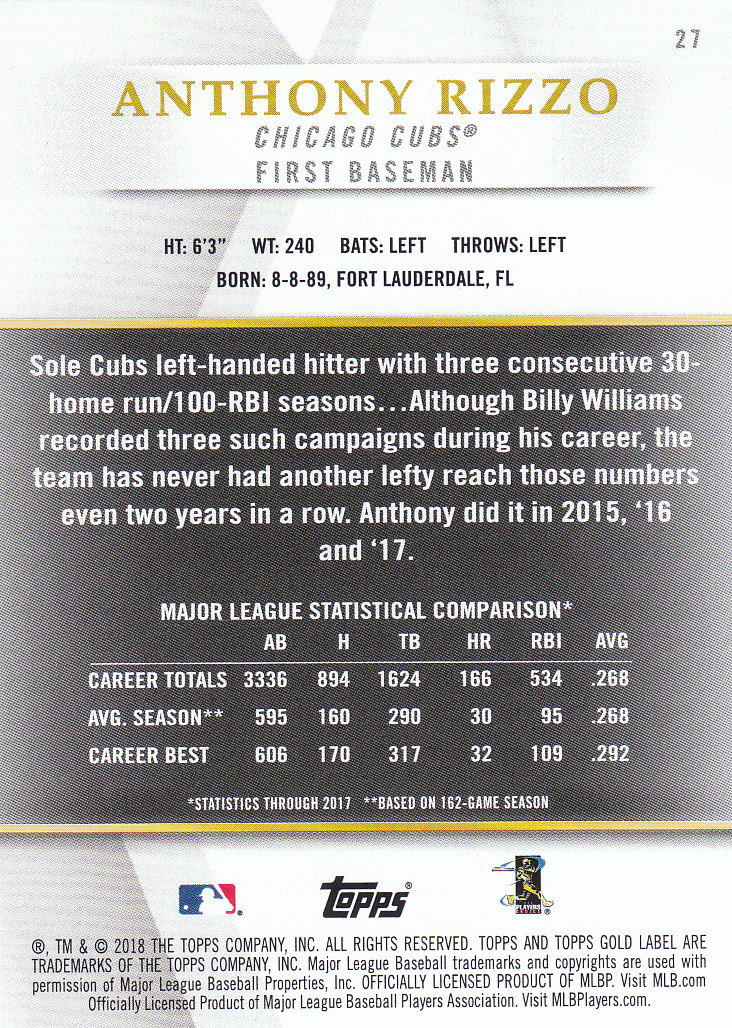 27
ANTHONY RIZZO
CHICAGO CUBS®
FIRST BASEMAN
HT: 6'3" WT: 240 BATS: LEFT THROWS: LEFT
BORN: 8-8-89, FORT LAUDERDALE, FL
Sole Cubs left-handed hitter with three consecutive 30-
home run/100-RBI seasons...Although Billy Williams
recorded three such campaigns during his career, the
team has never had another lefty reach those numbers
even two years in a row. Anthony did it in 2015, ‘16
and ‘17.
MAJOR LEAGUE STATISTICAL COMPARISON*
AB H TB HR RBI AVG
CAREER TOTALS 3336 894 1624 166 534 .268
AVG. SEASON** 595 160 290 30 95 .268
CAREER BEST 606 170 317 32 109 .292
*STATISTICS THROUGH 2017 **BASED ON 162-GAME SEASON
topps®
PLAYERS
®, TM & © 2018 THE TOPPS COMPANY, INC. ALL RIGHTS RESERVED. TOPPS AND TOPPS GOLD LABEL ARE
TRADEMARKS OF THE TOPPS COMPANY, INC. Major League Baseball trademarks and copyrights are used with
permission of Major League Baseball Properties, Inc. OFFICIALLY LICENSED PRODUCT OF MLBP. Visit MLB.com
Officially Licensed Product of Major League Baseball Players Association. Visit MLBPlayers.com.